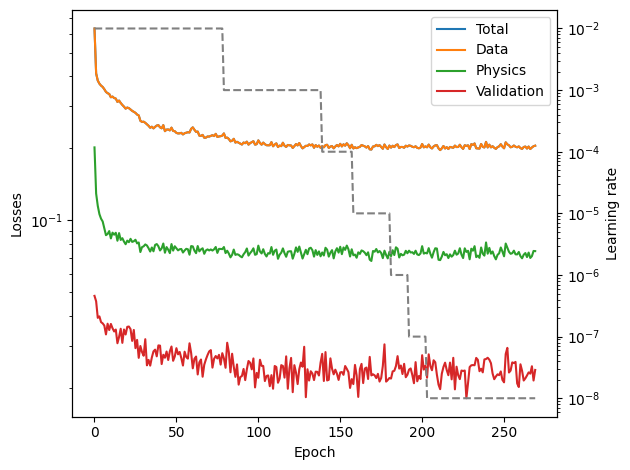 Total
Data
Physics
Validation
Losses
10⁻¹
0
50
100
150
200
250
Epoch
10⁻²
10⁻³
10⁻⁴
10⁻⁵
10⁻⁶
10⁻⁷
10⁻⁸
Learning rate